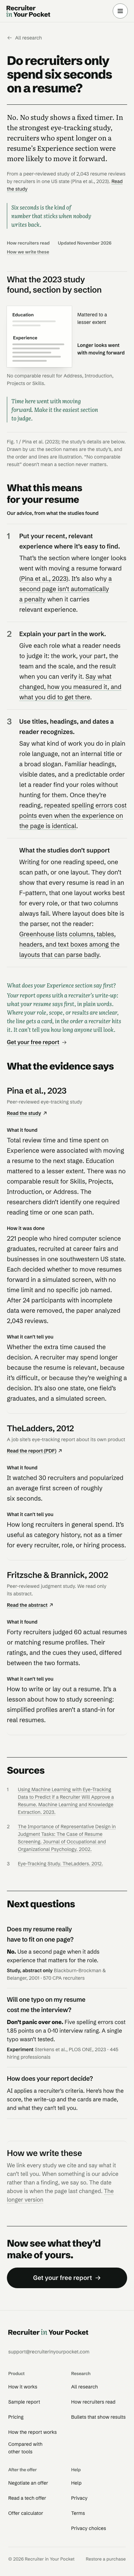 Recruiter
in Your Pocket
← All research
Do recruiters only
spend six seconds
on a resume?
No. No study shows a fixed timer. In
the strongest eye-tracking study,
recruiters who spent longer on a
resume's Experience section were
more likely to move it forward.
From a peer-reviewed study of 2,043 resume reviews
by recruiters in one US state (Pina et al., 2023). Read
the study
Six seconds is the kind of
number that sticks when nobody
writes back.
How recruiters read
Updated November 2026
How we write these
What the 2023 study
found, section by section
Education
Mattered to a
lesser extent
Experience
Longer looks went
with moving forward
No comparable result for Address, Introduction,
Projects or Skills.
Time here went with moving
forward. Make it the easiest section
to judge.
Fig. 1 / Pina et al. (2023); the study's details are below.
Drawn by us: the section names are the study's, and
the order and lines are illustration. "No comparable
result" doesn't mean a section never matters.
What this means
for your resume
Our advice, from what the studies found
1
Put your recent, relevant
experience where it's easy to find.
That's the section where longer looks
went with moving a resume forward
(Pina et al., 2023). It's also why a
second page isn't automatically
a penalty when it carries
relevant experience.
2
Explain your part in the work.
Give each role what a reader needs
to judge it: the work, your part, the
team and the scale, and the result
when you can verify it. Say what
changed, how you measured it, and
what you did to get there.
3
Use titles, headings, and dates a
reader recognizes.
Say what kind of work you do in plain
role language, not an internal title or
a broad slogan. Familiar headings,
visible dates, and a predictable order
let a reader find your roles without
hunting for them. Once they're
reading, repeated spelling errors cost
points even when the experience on
the page is identical.
What the studies don't support
Writing for one reading speed, one
scan path, or one layout. They don't
show that every resume is read in an
F-pattern, that one layout works best
for every role, or that two columns
always fail. Where layout does bite is
the parser, not the reader:
Greenhouse lists columns, tables,
headers, and text boxes among the
layouts that can parse badly.
What does your Experience section say first?
Your report opens with a recruiter's write-up:
what your resume says first, in plain words.
Where your role, scope, or results are unclear,
the line gets a card, in the order a recruiter hits
it. It can't tell you how long anyone will look.
Get your free report →
What the evidence says
Pina et al., 2023
Peer-reviewed eye-tracking study
Read the study ↗
What it found
Total review time and time spent on
Experience were associated with moving
a resume to the next stage. Education
mattered to a lesser extent. There was no
comparable result for Skills, Projects,
Introduction, or Address. The
researchers didn't report one required
reading time or one scan path.
How it was done
221 people who hired computer science
graduates, recruited at career fairs and
from businesses in one western US state.
Each decided whether to move resumes
forward in a simulated screen, with no
time limit and no specific job named.
After 24 participants with incomplete
data were removed, the paper analyzed
2,043 reviews.
What it can't tell you
Whether the extra time caused the
decision. A recruiter may spend longer
because the resume is relevant, because
it's difficult, or because they're weighing a
decision. It's also one state, one field's
graduates, and a simulated screen.
TheLadders, 2012
A job site's eye-tracking report about its own product
Read the report (PDF) ↗
What it found
It watched 30 recruiters and popularized
an average first screen of roughly
six seconds.
What it can't tell you
How long recruiters in general spend. It's
useful as category history, not as a timer
for every recruiter, role, or hiring process.
Fritzsche & Brannick, 2002
Peer-reviewed judgment study. We read only
its abstract.
Read the abstract ↗
What it found
Forty recruiters judged 60 actual resumes
or matching resume profiles. Their
ratings, and the cues they used, differed
between the two formats.
What it can't tell you
How to write or lay out a resume. It's a
lesson about how to study screening:
simplified profiles aren't a stand-in for
real resumes.
Sources
1
Using Machine Learning with Eye-Tracking
Data to Predict if a Recruiter Will Approve a
Resume. Machine Learning and Knowledge
Extraction. 2023.
2
The Importance of Representative Design in
Judgment Tasks: The Case of Resume
Screening. Journal of Occupational and
Organizational Psychology. 2002.
3
Eye-Tracking Study. TheLadders. 2012.
Next questions
Does my resume really
have to fit on one page?
No. Use a second page when it adds
experience that matters for the role.
Study, abstract only Blackburn-Brockman &
Belanger, 2001 · 570 CPA recruiters
Will one typo on my resume
cost me the interview?
Don't panic over one. Five spelling errors cost
1.85 points on a 0-10 interview rating. A single
typo wasn't tested.
Experiment Sterkens et al., PLOS ONE, 2023 · 445
hiring professionals
How does your report decide?
AI applies a recruiter's criteria. Here's how the
score, the write-up and the cards are made,
and what they can't tell you.
How we write these
We link every study we cite and say what it
can't tell you. When something is our advice
rather than a finding, we say so. The date
above is when the page last changed. The
longer version
Now see what they'd
make of yours.
Get your free report →
Recruiter in Your Pocket
support@recruiterinyourpocket.com
Product
Research
How it works
All research
Sample report
How recruiters read
Pricing
Bullets that show results
How the report works
Compared with
other tools
After the offer
Help
Negotiate an offer
Help
Read a tech offer
Privacy
Offer calculator
Terms
Privacy choices
© 2026 Recruiter In Your Pocket
Restore a purchase